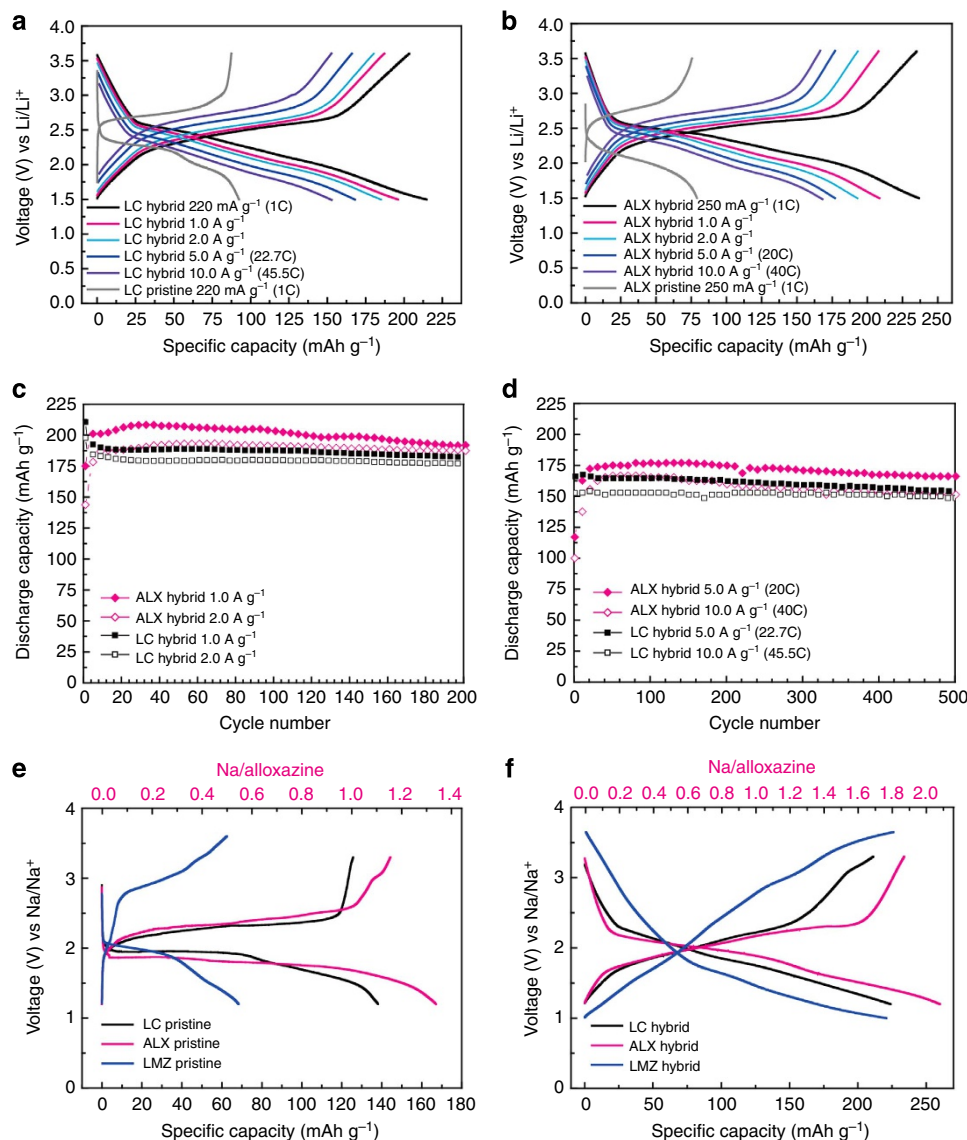 a
4.0
3.5
3.0
2.5
2.0
1.5
1.0
0.5
0.0
Voltage (V) vs Li/Li⁺
LC hybrid 220 mA g⁻¹ (1C)
LC hybrid 1.0 A g⁻¹
LC hybrid 2.0 A g⁻¹
LC hybrid 5.0 A g⁻¹ (22.7C)
LC hybrid 10.0 A g⁻¹ (45.5C)
LC pristine 220 mA g⁻¹ (1C)
0 25 50 75 100 125 150 175 200 225
Specific capacity (mAh g⁻¹)
b
4.0
3.5
3.0
2.5
2.0
1.5
1.0
0.5
0.0
Voltage (V) vs Li/Li⁺
ALX hybrid 250 mA g⁻¹ (1C)
ALX hybrid 1.0 A g⁻¹
ALX hybrid 2.0 A g⁻¹
ALX hybrid 5.0 A g⁻¹ (20C)
ALX hybrid 10.0 A g⁻¹ (40C)
ALX pristine 250 mA g⁻¹ (1C)
0 25 50 75 100 125 150 175 200 225 250
Specific capacity (mAh g⁻¹)
c
225
200
175
150
125
100
75
50
25
0
Discharge capacity (mAh g⁻¹)
ALX hybrid 1.0 A g⁻¹
ALX hybrid 2.0 A g⁻¹
LC hybrid 1.0 A g⁻¹
LC hybrid 2.0 A g⁻¹
0 20 40 60 80 100 120 140 160 180 200
Cycle number
d
225
200
175
150
125
100
75
50
25
0
Discharge capacity (mAh g⁻¹)
ALX hybrid 5.0 A g⁻¹ (20C)
ALX hybrid 10.0 A g⁻¹ (40C)
LC hybrid 5.0 A g⁻¹ (22.7C)
LC hybrid 10.0 A g⁻¹ (45.5C)
0 100 200 300 400 500
Cycle number
e
Na/alloxazine
0.0 0.2 0.4 0.6 0.8 1.0 1.2 1.4
4
3
2
1
0
Voltage (V) vs Na/Na⁺
LC pristine
ALX pristine
LMZ pristine
0 20 40 60 80 100 120 140 160 180
Specific capacity (mAh g⁻¹)
f
Na/alloxazine
0.0 0.2 0.4 0.6 0.8 1.0 1.2 1.4 1.6 1.8 2.0
4
3
2
1
0
Voltage (V) vs Na/Na⁺
LC hybrid
ALX hybrid
LMZ hybrid
0 50 100 150 200 250
Specific capacity (mAh g⁻¹)